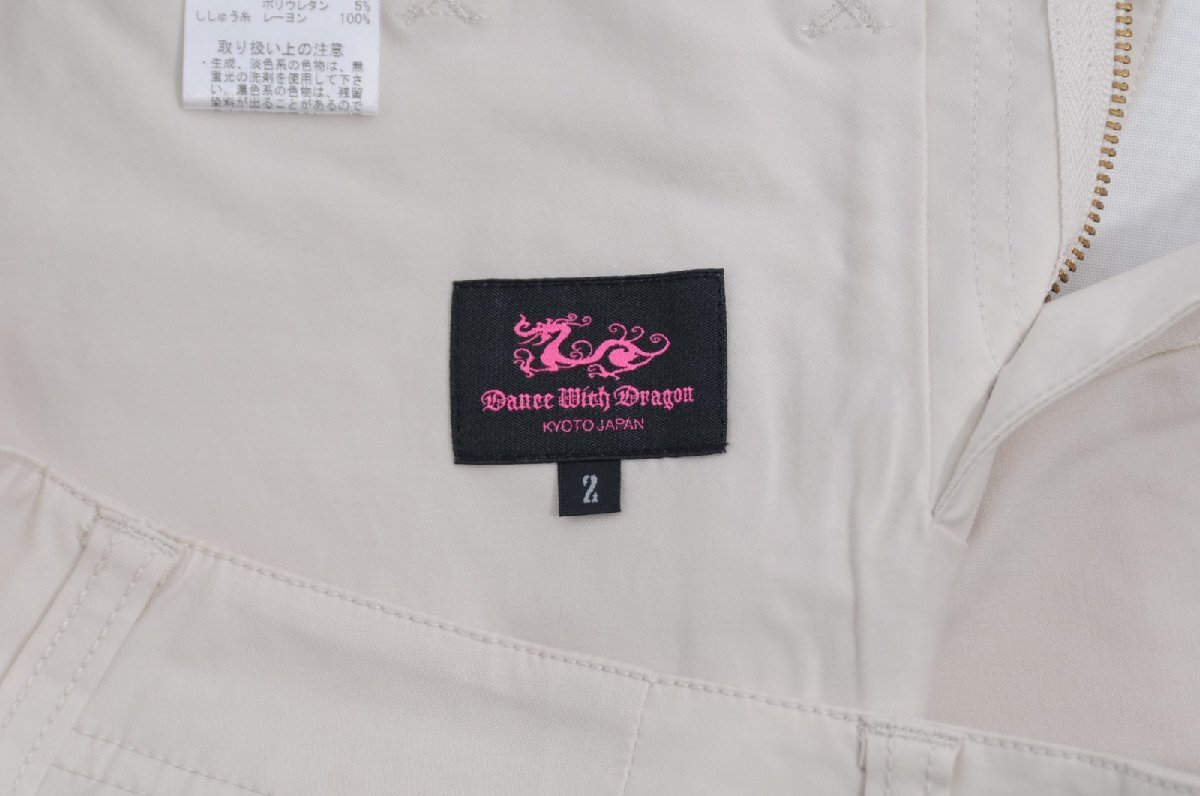 ポリウレタン 5%
ししゅう糸 レーヨン 100%
取り扱い上の注意
・生成、淡色系の色物は、無
蛍光の洗剤を使用して下さ
い。濃色系の色物は、残留
染料が出ることがあるので
Dance With Dragon
KYOTO JAPAN
2